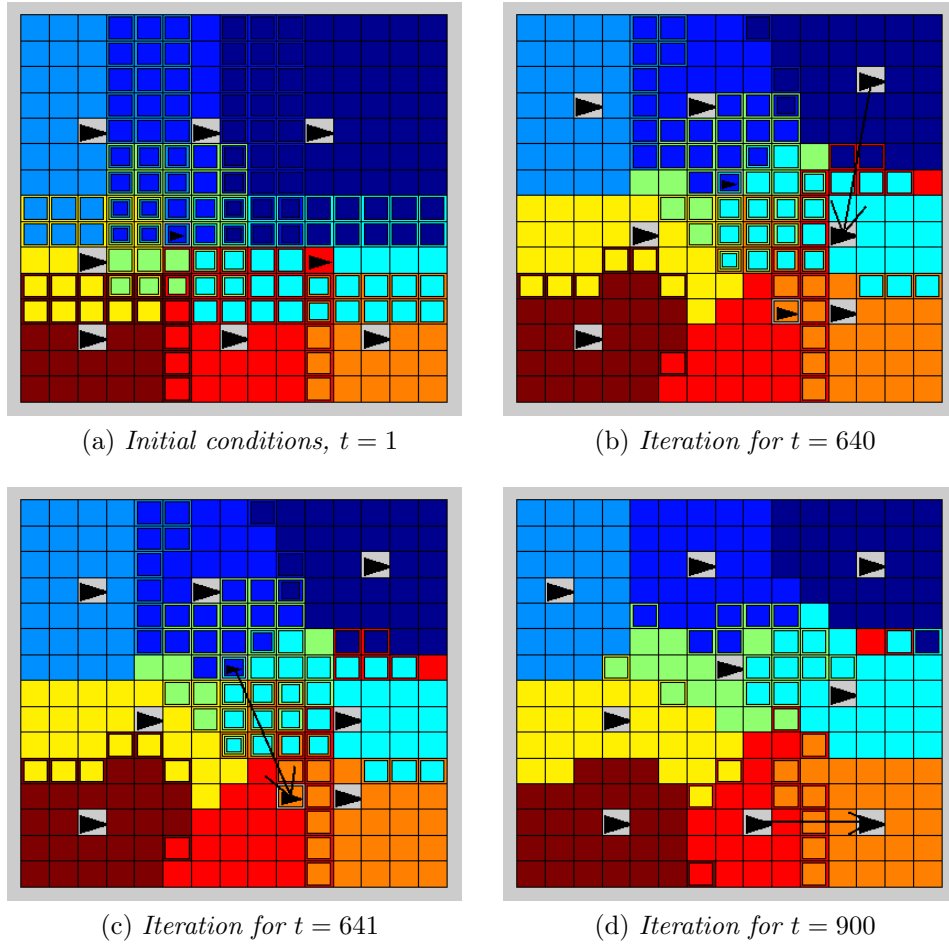 (a) Initial conditions, t = 1
(b) Iteration for t = 640
(c) Iteration for t = 641
(d) Iteration for t = 900